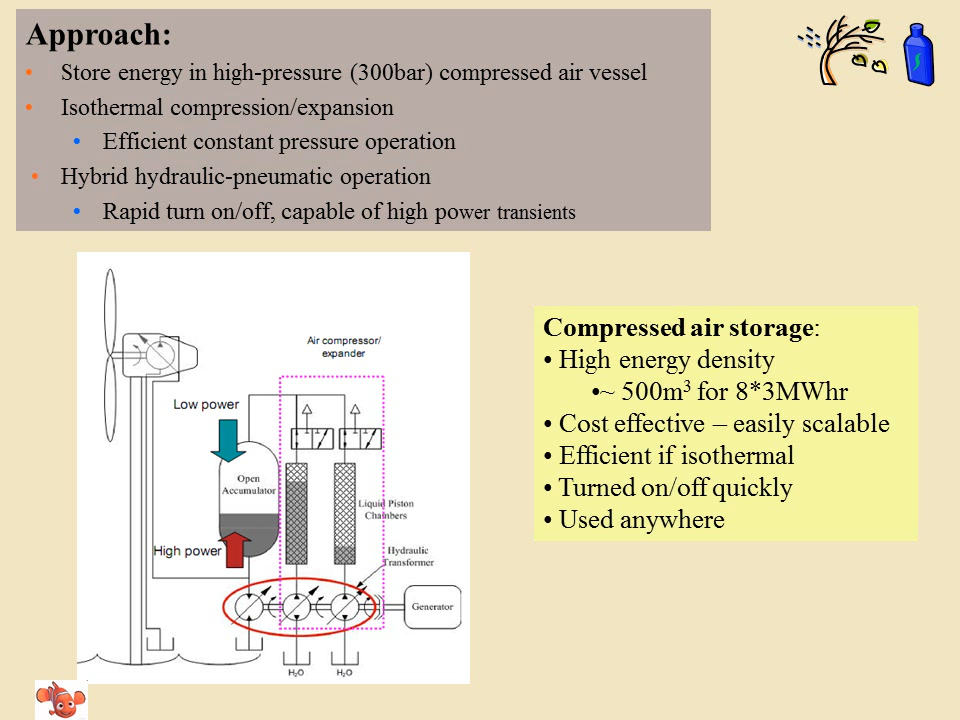 Approach:
• Store energy in high-pressure (300bar) compressed air vessel
• Isothermal compression/expansion
• Efficient constant pressure operation
• Hybrid hydraulic-pneumatic operation
• Rapid turn on/off, capable of high power transients
Air compressor/
expander
Low power
Open
Accumulator
Liquid Piston
Chambers
High power
Hydraulic
Transformer
Generator
H₂O
H₂O
Compressed air storage:
• High energy density
•~ 500m³ for 8*3MWhr
• Cost effective – easily scalable
• Efficient if isothermal
• Turned on/off quickly
• Used anywhere